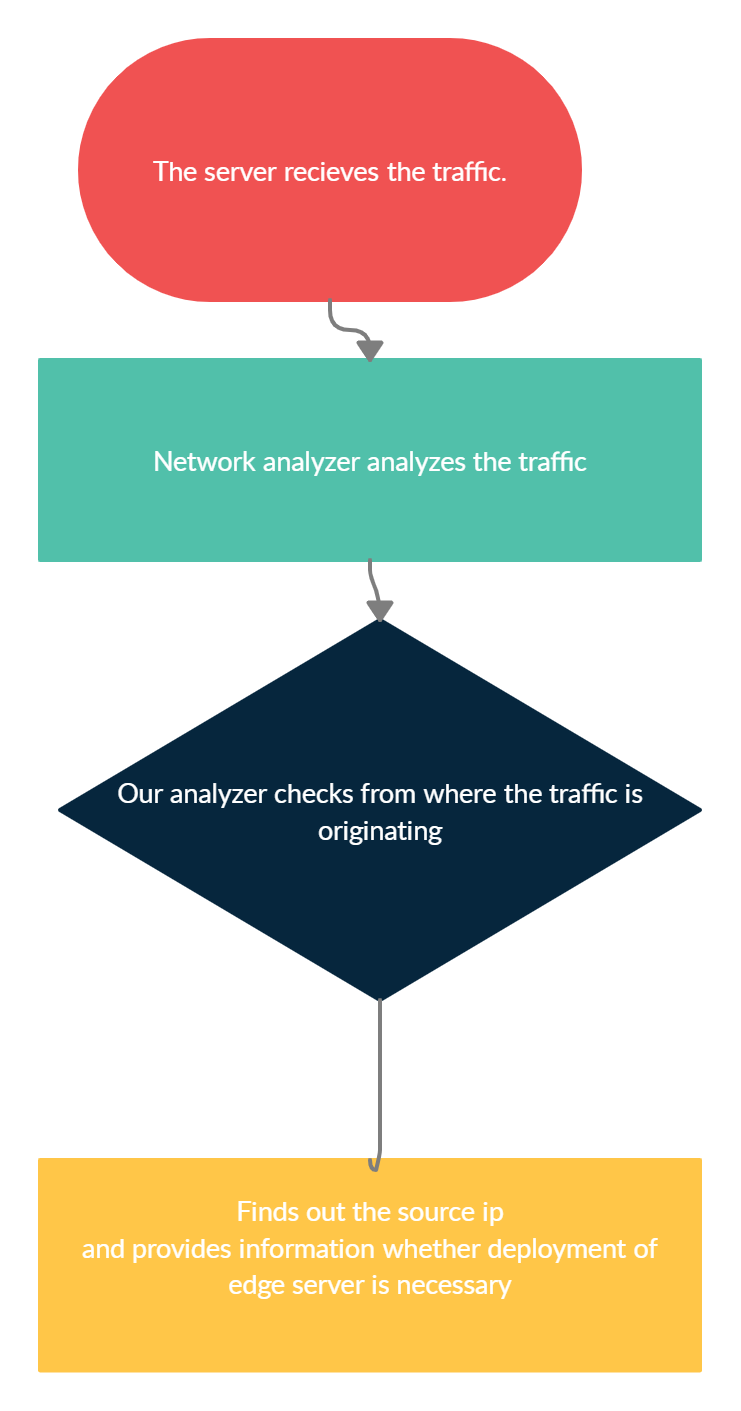 The server recieves the traffic.
Network analyzer analyzes the traffic
Our analyzer checks from where the traffic is
originating
Finds out the source ip
and provides information whether deployment of
edge server is necessary